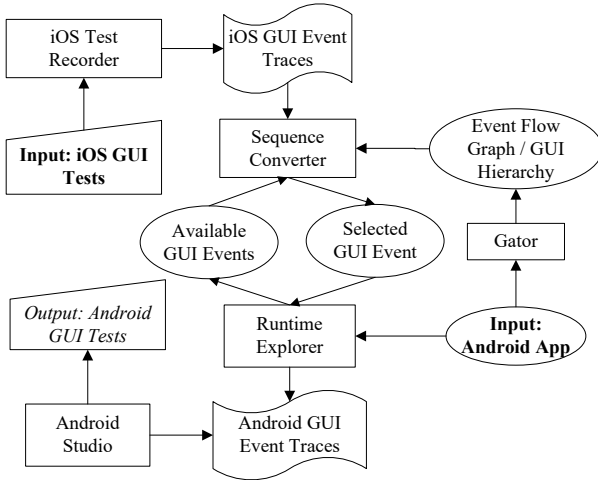 iOS Test
Recorder
iOS GUI Event
Traces
Input: iOS GUI
Tests
Sequence
Converter
Event Flow
Graph / GUI
Hierarchy
Available
GUI Events
Selected
GUI Event
Gator
Output: Android
GUI Tests
Runtime
Explorer
Input:
Android App
Android
Studio
Android GUI
Event Traces